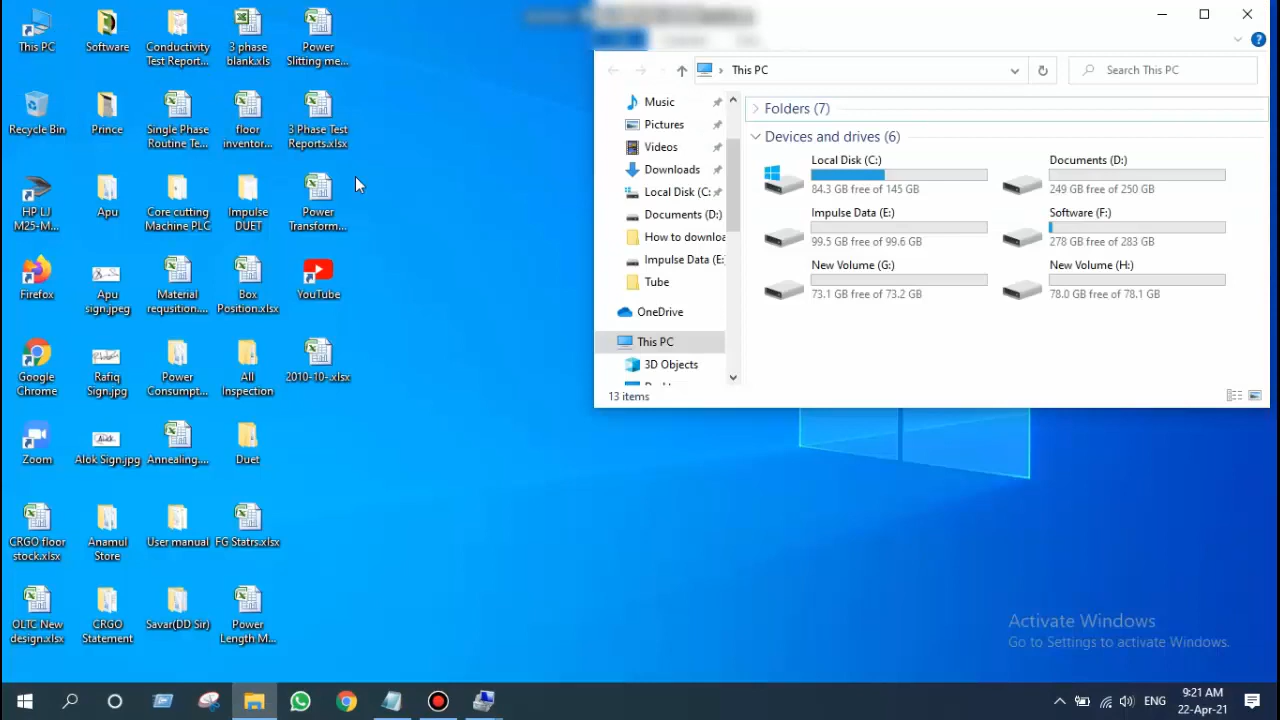 This PC
Software
Conductivity
Test Report...
3 phase
blank.xls
Power
Slitting me...
Recycle Bin
Prince
Single Phase
Routine Te...
floor
inventor...
3 Phase Test
Reports.xlsx
HP LJ
M25-M...
Apu
Core cutting
Machine PLC
Impulse
DUET
Power
Transform...
Firefox
Apu
sign.jpeg
Material
requsition....
Box
Position.xlsx
YouTube
Google
Chrome
Rafiq
Sign.jpg
Power
Consumpt...
All
Inspection
2010-10-.xlsx
Zoom
Alok Sign.jpg
Annealing....
Duet
CRGO floor
stock.xlsx
Anamul
Store
User manual
FG Statrs.xlsx
OLTC New
design.xlsx
CRGO
Statement
Savar(DD Sir)
Power
Length M...
This PC
Search This PC
Music
Pictures
Videos
Downloads
Local Disk (C:
Documents (D:)
How to downloa
Impulse Data (E:
Tube
OneDrive
This PC
3D Objects
Folders (7)
Devices and drives (6)
Local Disk (C:)
84.3 GB free of 145 GB
Documents (D:)
249 GB free of 250 GB
Impulse Data (E:)
99.5 GB free of 99.6 GB
Software (F:)
278 GB free of 283 GB
New Volume (G:)
73.1 GB free of 73.2 GB
New Volume (H:)
78.0 GB free of 78.1 GB
13 items
Activate Windows
Go to Settings to activate Windows.
ENG
9:21 AM
22-Apr-21